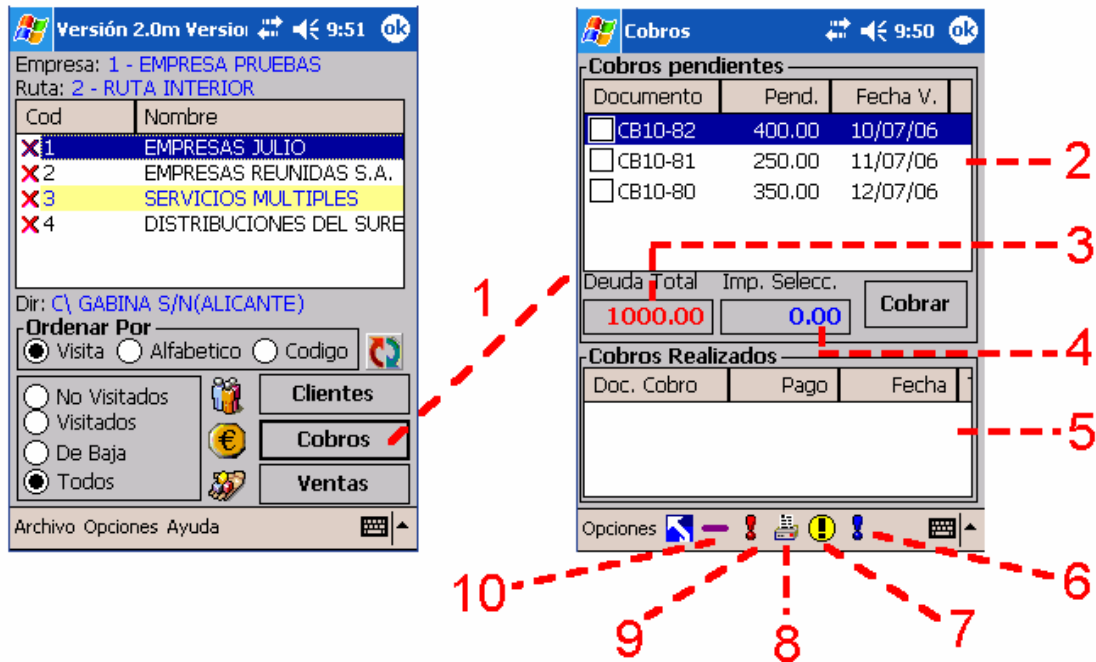 Versión 2.0m Version 9:51 ok
Empresa: 1 - EMPRESA PRUEBAS
Ruta: 2 - RUTA INTERIOR
Cod Nombre
1 EMPRESAS JULIO
2 EMPRESAS REUNIDAS S.A.
3 SERVICIOS MULTIPLES
4 DISTRIBUCIONES DEL SURE
Dir: C\ GABINA S/N(ALICANTE)
Ordenar Por
Visita Alfabetico Codigo
No Visitados
Visitados
De Baja
Todos
Clientes
Cobros
Ventas
Archivo Opciones Ayuda
1
Cobros 9:50 ok
Cobros pendientes
Documento Pend. Fecha V.
CB10-82 400.00 10/07/06
CB10-81 250.00 11/07/06
CB10-80 350.00 12/07/06
Deuda Total Imp. Selecc.
1000.00 0.00 Cobrar
Cobros Realizados
Doc. Cobro Pago Fecha
Opciones
2
3
4
5
6
7
8
9
10